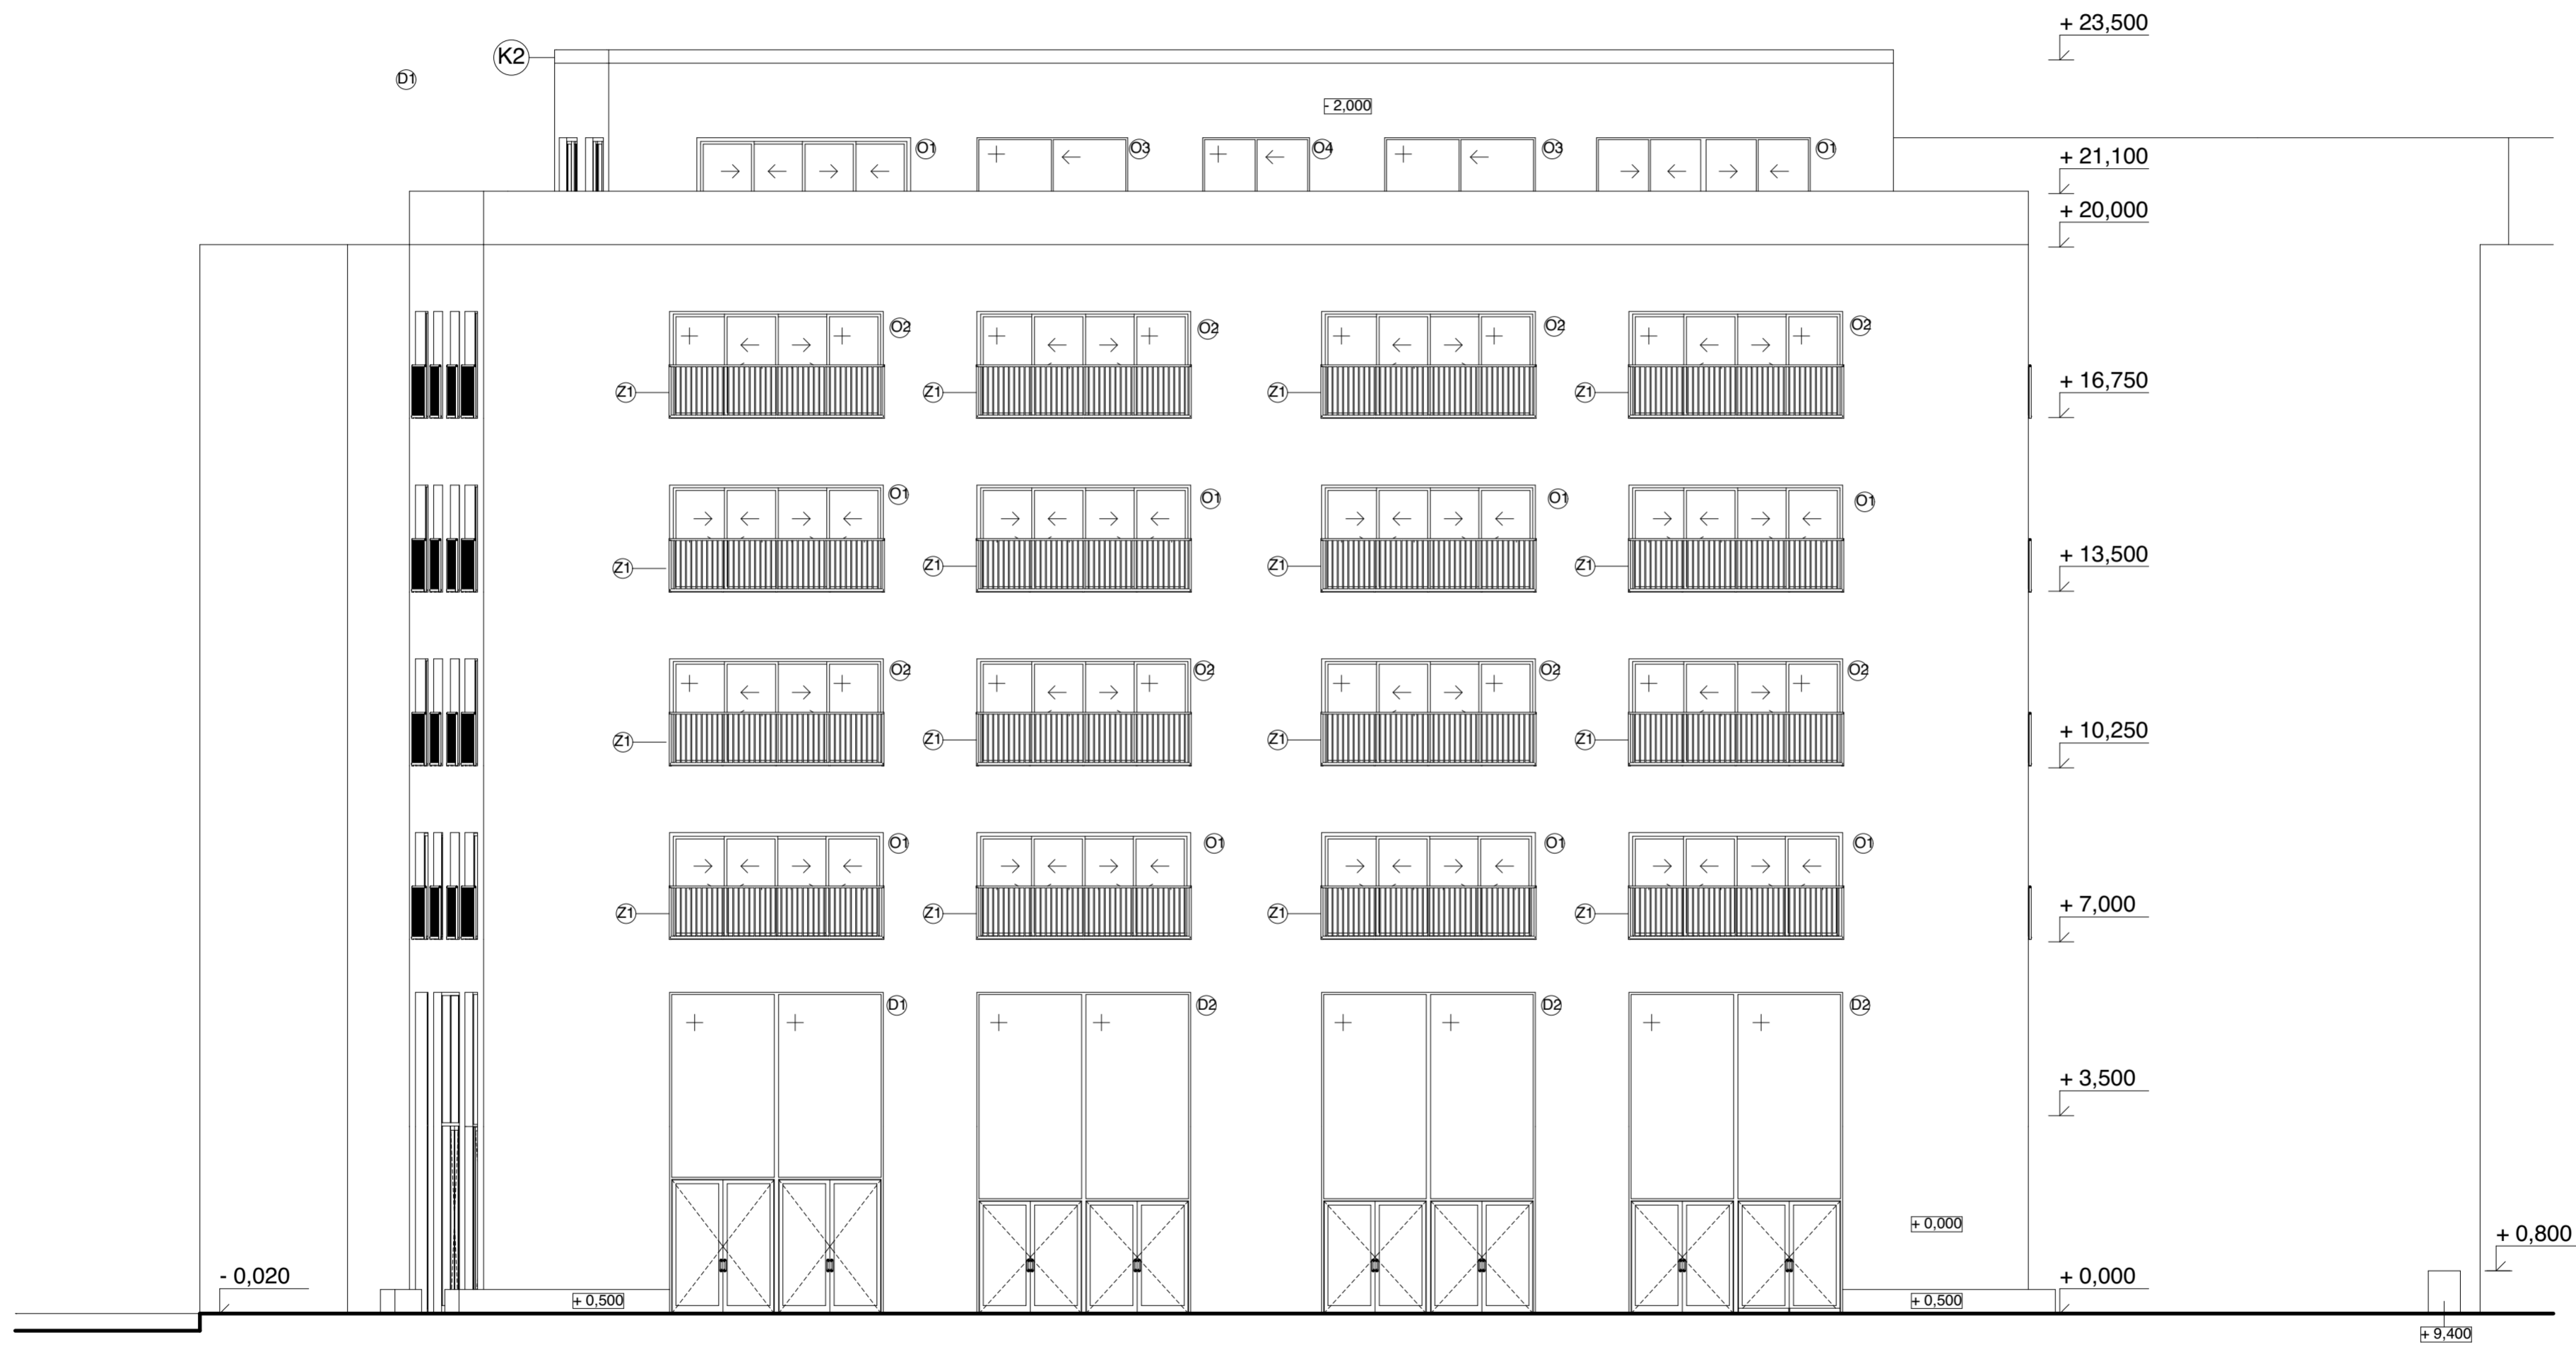 + 23,500
K2
D1
- 2,000
O1
O3
O4
O3
O1
+ 21,100
+ 20,000
O2
O2
O2
O2
Z1
Z1
Z1
Z1
+ 16,750
O1
O1
O1
O1
Z1
Z1
Z1
Z1
+ 13,500
O2
O2
O2
O2
Z1
Z1
Z1
Z1
+ 10,250
O1
O1
O1
O1
Z1
Z1
Z1
Z1
+ 7,000
D1
D2
D2
D2
+ 3,500
+ 0,000
+ 0,800
- 0,020
+ 0,000
+ 0,500
+ 0,500
+ 9,400